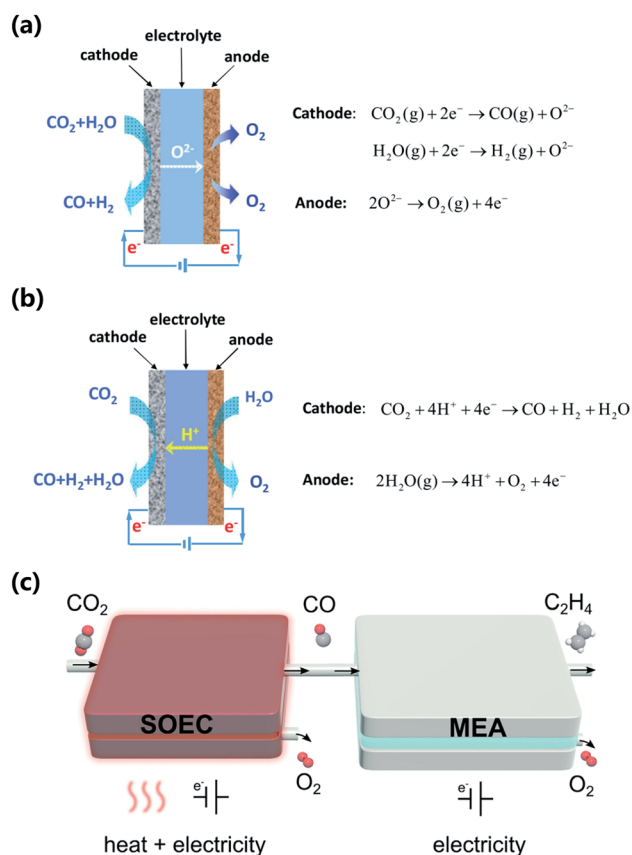 (a)
electrolyte
cathode
anode
CO₂+H₂O
O₂
O²⁻
CO+H₂
O₂
e⁻
e⁻
Cathode: CO₂(g) + 2e⁻ → CO(g) + O²⁻
H₂O(g) + 2e⁻ → H₂(g) + O²⁻
Anode: 2O²⁻ → O₂(g) + 4e⁻
(b)
electrolyte
cathode
anode
CO₂
H₂O
H⁺
CO+H₂+H₂O
O₂
e⁻
e⁻
Cathode: CO₂ + 4H⁺ + 4e⁻ → CO + H₂ + H₂O
Anode: 2H₂O(g) → 4H⁺ + O₂ + 4e⁻
(c)
CO₂
CO
C₂H₄
SOEC
MEA
O₂
O₂
e⁻
e⁻
heat + electricity
electricity